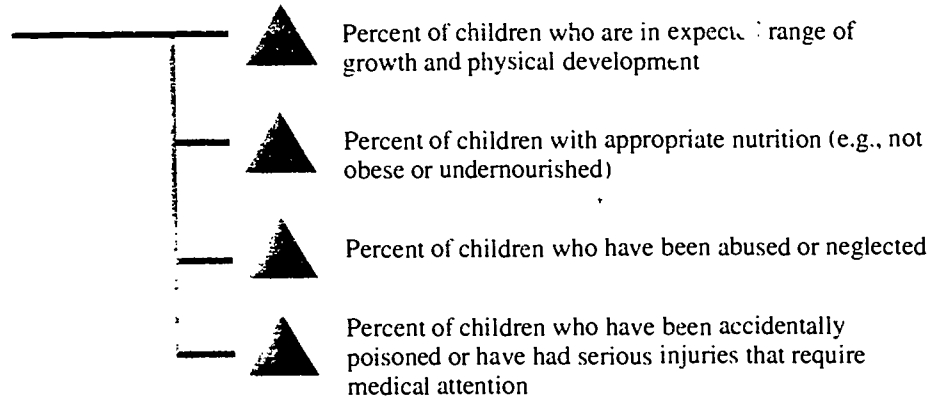 Percent of children who are in range of
growth and physical development
Percent of children with appropriate nutrition (e.g., not
obese or undernourished)
Percent of children who have been abused or neglected
Percent of children who have been accidentally
poisoned or have had serious injuries that require
medical attention